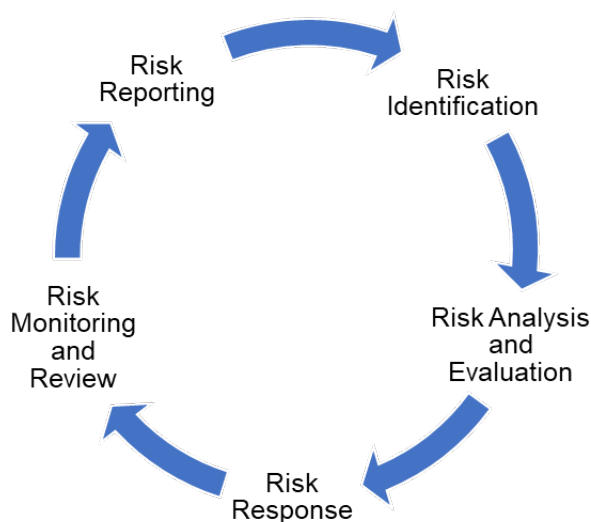 Risk
Reporting
Risk
Identification
Risk Analysis
and
Evaluation
Risk
Response
Risk
Monitoring
and
Review